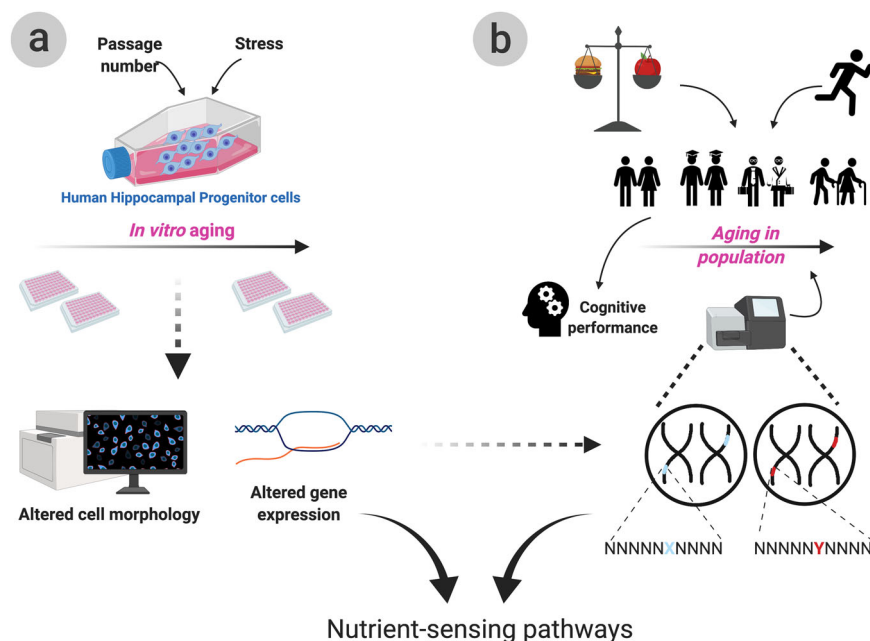 a
Passage
number
Stress
Human Hippocampal Progenitor cells
In vitro aging
Altered cell morphology
Altered gene
expression
b
Aging in
population
Cognitive
performance
NNNNNXNNNN
NNNNNYNNNN
Nutrient-sensing pathways